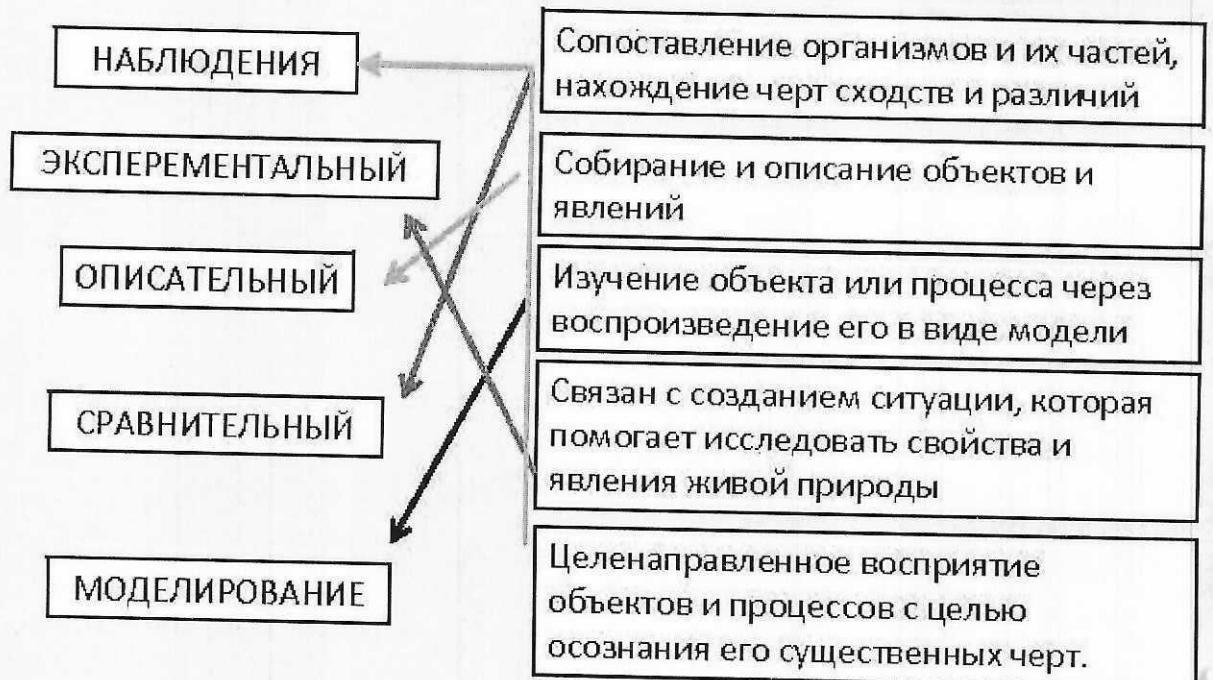 НАБЛЮДЕНИЯ
ЭКСПЕРЕМЕНТАЛЬНЫЙ
ОПИСАТЕЛЬНЫЙ
СРАВНИТЕЛЬНЫЙ
МОДЕЛИРОВАНИЕ
Сопоставление организмов и их частей,
нахождение черт сходств и различий
Собирание и описание объектов и
явлений
Изучение объекта или процесса через
воспроизведение его в виде модели
Связан с созданием ситуации, которая
помогает исследовать свойства и
явления живой природы
Целенаправленное восприятие
объектов и процессов с целью
осознания его существенных черт.